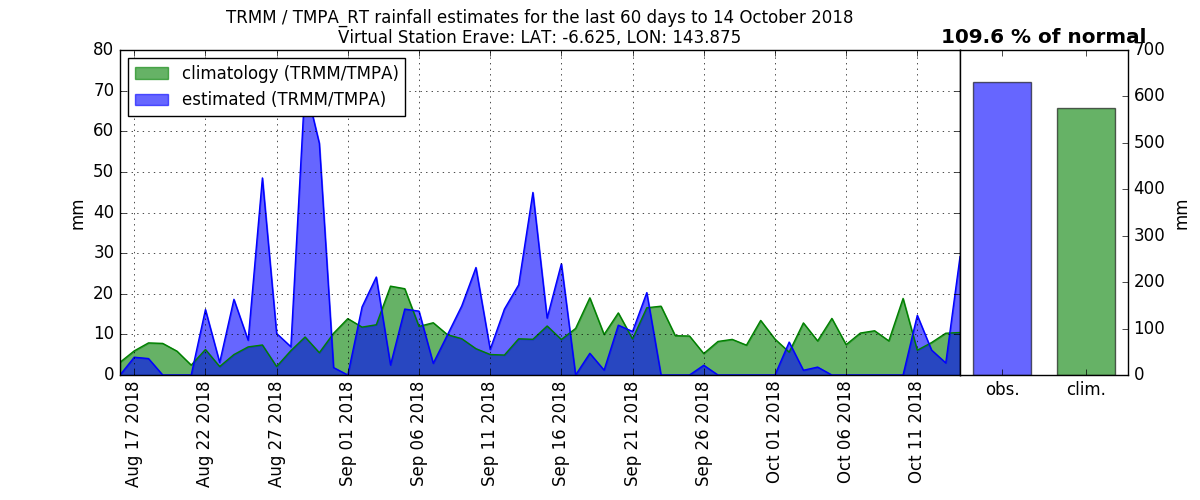 TRMM / TMPA_RT rainfall estimates for the last 60 days to 14 October 2018
Virtual Station Erave: LAT: -6.625, LON: 143.875
109.6 % of normal
climatology (TRMM/TMPA)
estimated (TRMM/TMPA)
mm
80
70
60
50
40
30
20
10
0
Aug 17 2018
Aug 22 2018
Aug 27 2018
Sep 01 2018
Sep 06 2018
Sep 11 2018
Sep 16 2018
Sep 21 2018
Sep 26 2018
Oct 01 2018
Oct 06 2018
Oct 11 2018
obs.
clim.
700
600
500
400
300
200
100
0
mm